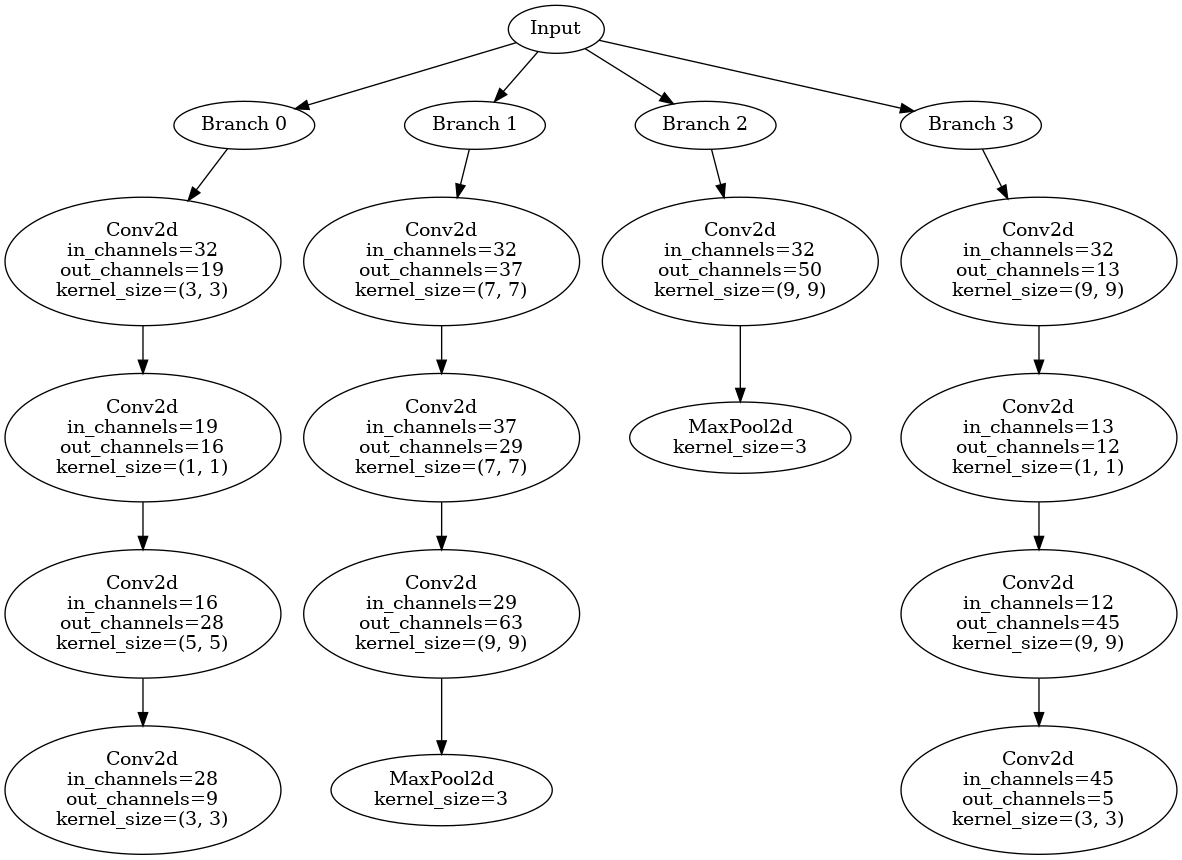 Input
Branch 0
Branch 1
Branch 2
Branch 3
Conv2d
in_channels=32
out_channels=19
kernel_size=(3, 3)
Conv2d
in_channels=32
out_channels=37
kernel_size=(7, 7)
Conv2d
in_channels=32
out_channels=50
kernel_size=(9, 9)
Conv2d
in_channels=32
out_channels=13
kernel_size=(9, 9)
Conv2d
in_channels=19
out_channels=16
kernel_size=(1, 1)
Conv2d
in_channels=37
out_channels=29
kernel_size=(7, 7)
MaxPool2d
kernel_size=3
Conv2d
in_channels=13
out_channels=12
kernel_size=(1, 1)
Conv2d
in_channels=16
out_channels=28
kernel_size=(5, 5)
Conv2d
in_channels=29
out_channels=63
kernel_size=(9, 9)
Conv2d
in_channels=12
out_channels=45
kernel_size=(9, 9)
Conv2d
in_channels=28
out_channels=9
kernel_size=(3, 3)
MaxPool2d
kernel_size=3
Conv2d
in_channels=45
out_channels=5
kernel_size=(3, 3)